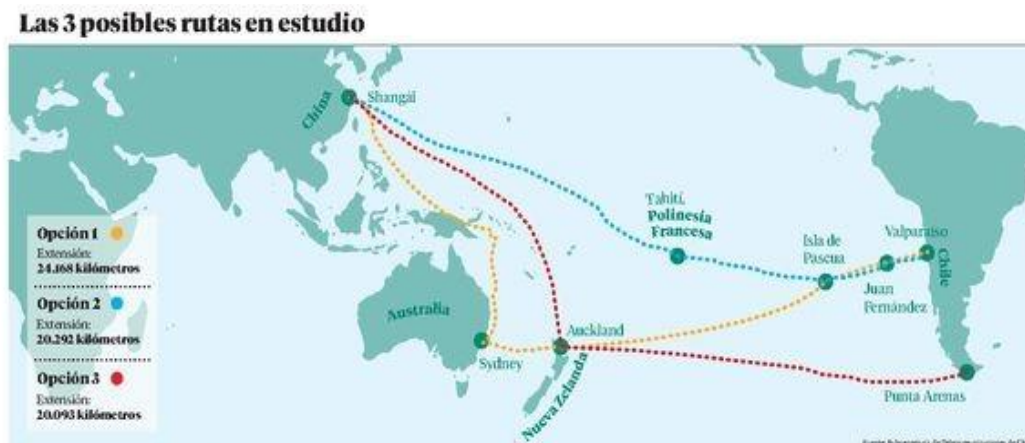 Las 3 posibles rutas en estudio
China
Shangái
Tahití,
Polinesia
Francesa
Isla de
Pascua
Valparaíso
Juan
Fernández
Chile
Australia
Sydney
Auckland
Nueva Zelanda
Punta Arenas
Opción 1
Extensión:
24.168 kilómetros
Opción 2
Extensión:
20.292 kilómetros
Opción 3
Extensión:
20.093 kilómetros